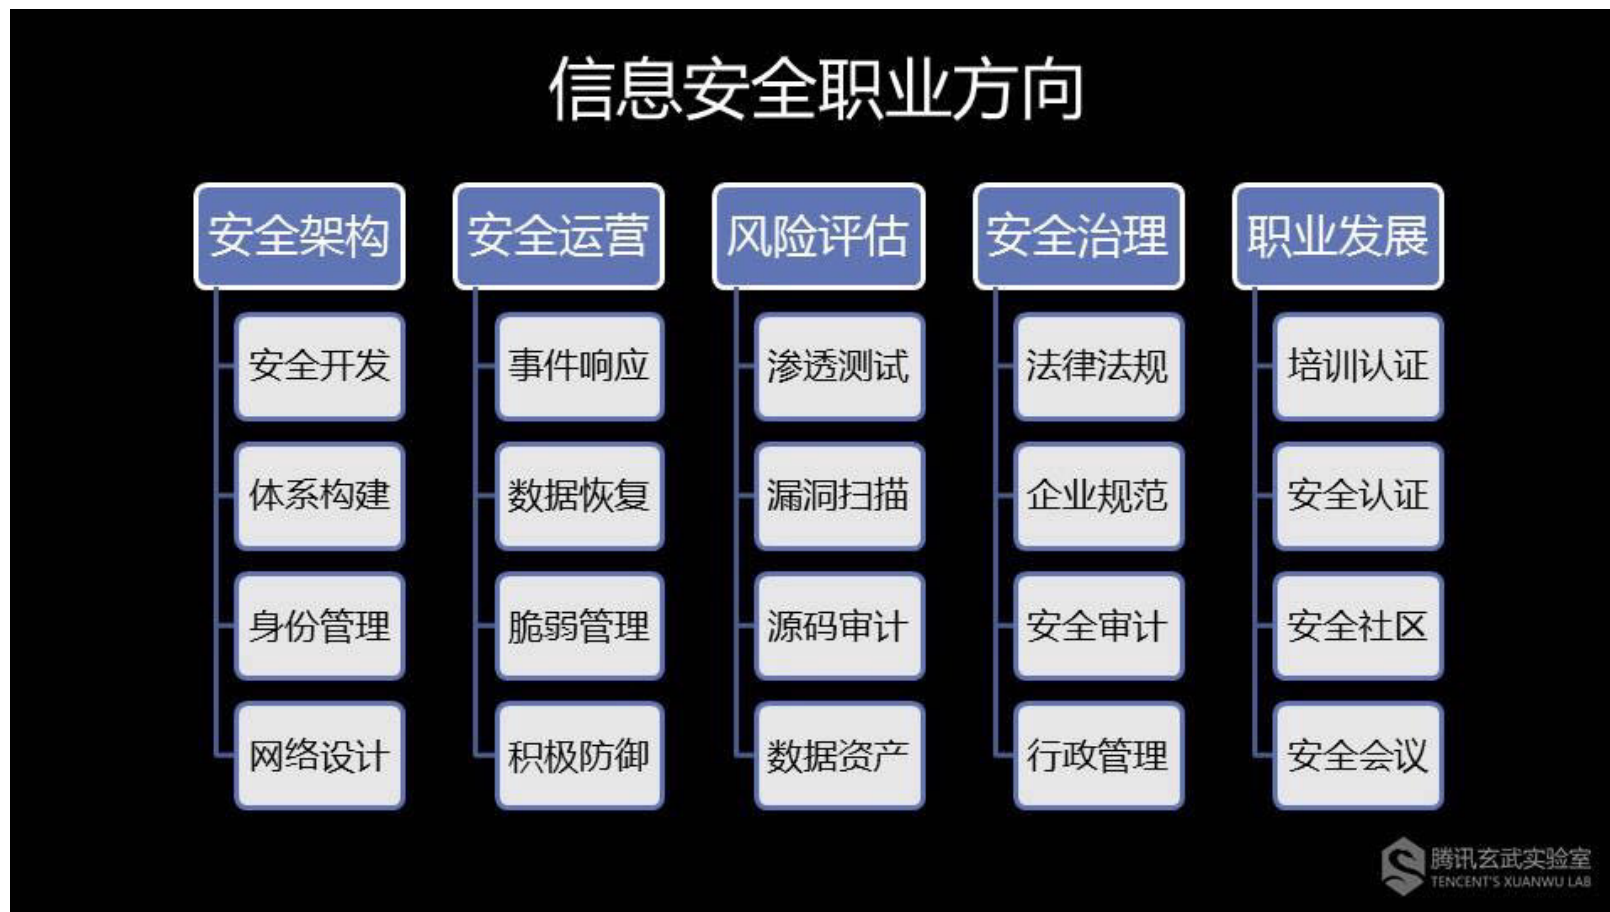 信息安全职业方向
安全架构
安全开发
体系构建
身份管理
网络设计
安全运营
事件响应
数据恢复
脆弱管理
积极防御
风险评估
渗透测试
漏洞扫描
源码审计
数据资产
安全治理
法律法规
企业规范
安全审计
行政管理
职业发展
培训认证
安全认证
安全社区
安全会议
腾讯玄武实验室
TENCENT'S XUANWU LAB